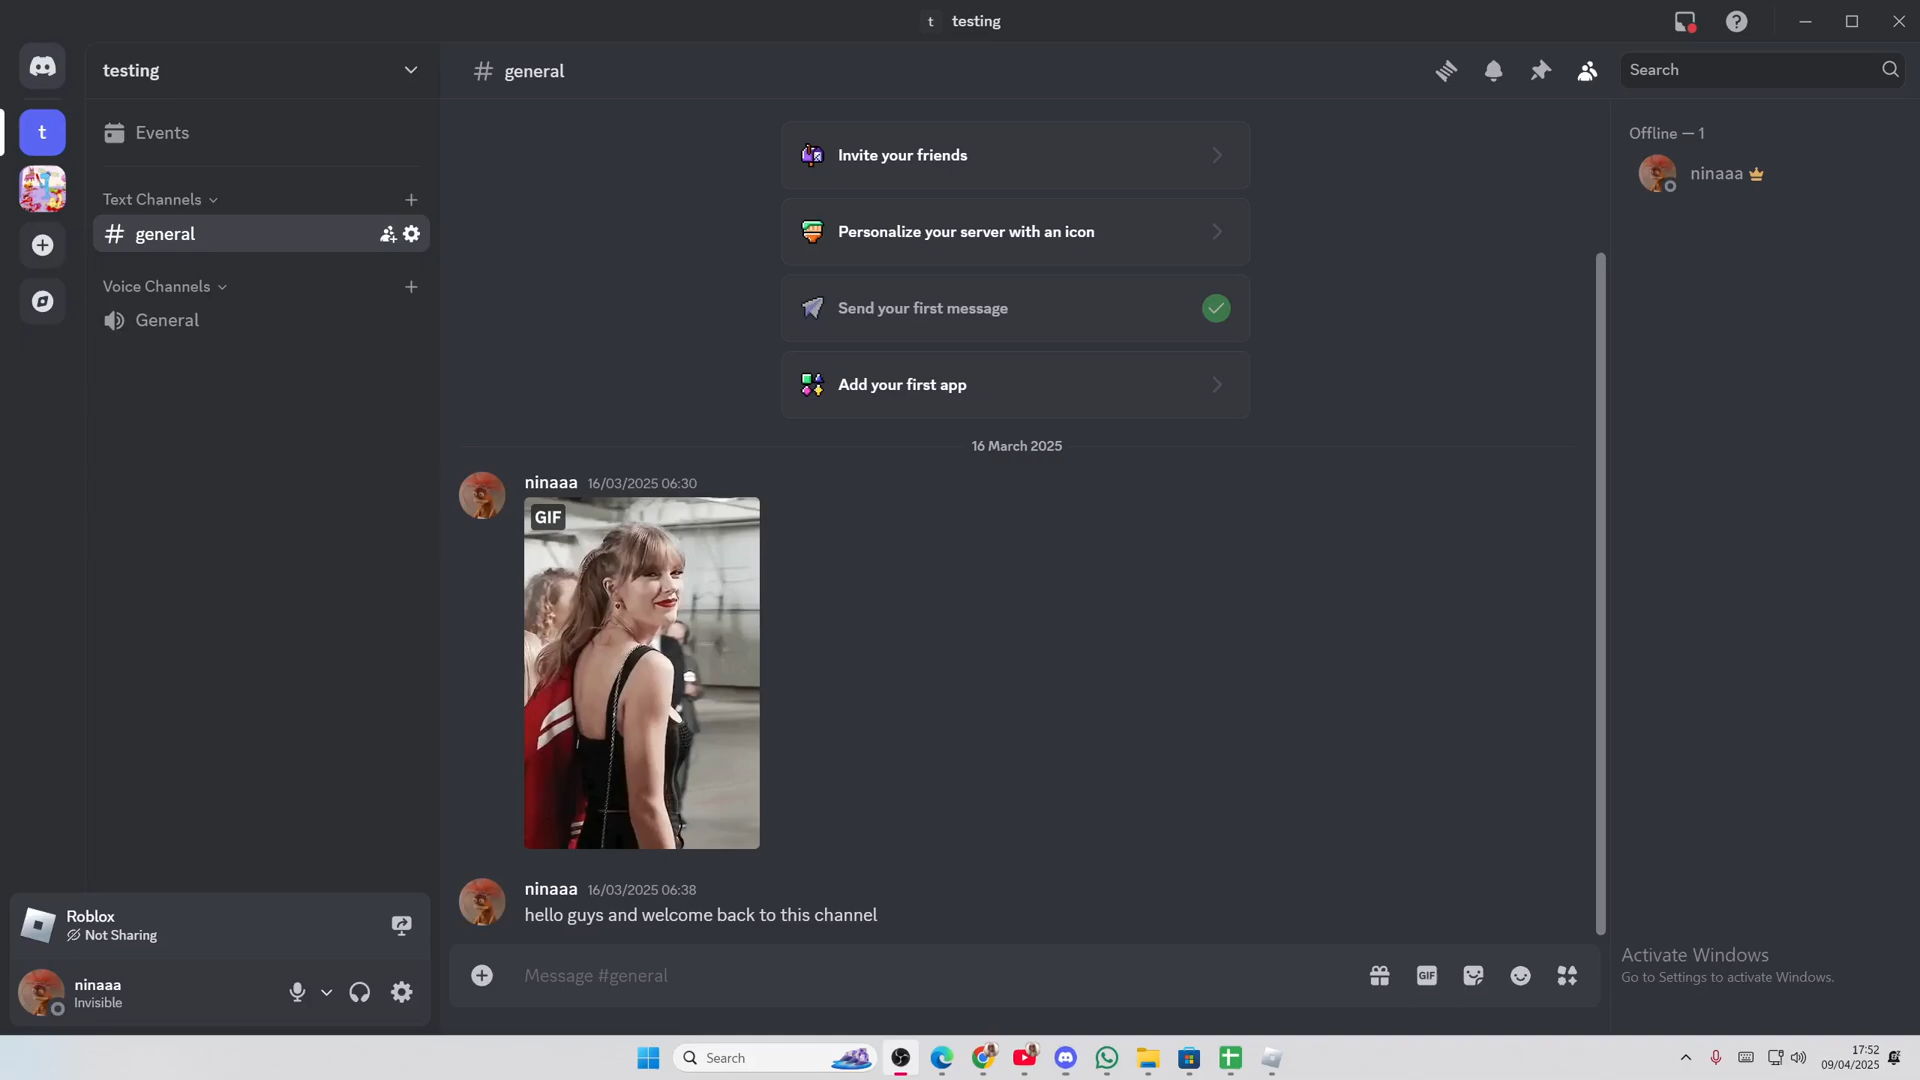 t testing
testing
Events
Text Channels
general
Voice Channels
General
# general
Search
Invite your friends
Personalize your server with an icon
Send your first message
Add your first app
16 March 2025
ninaaa 16/03/2025 06:30
GIF
ninaaa 16/03/2025 06:38
hello guys and welcome back to this channel
Message #general
GIF
Offline — 1
ninaaa
t
Roblox
Not Sharing
ninaaa
Invisible
Activate Windows
Go to Settings to activate Windows.
Search
17:52
09/04/2025